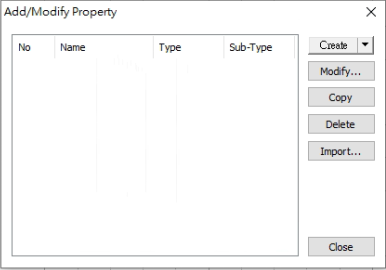 Add/Modify Property
No Name Type Sub-Type
Create
Modify...
Copy
Delete
Import...
Close